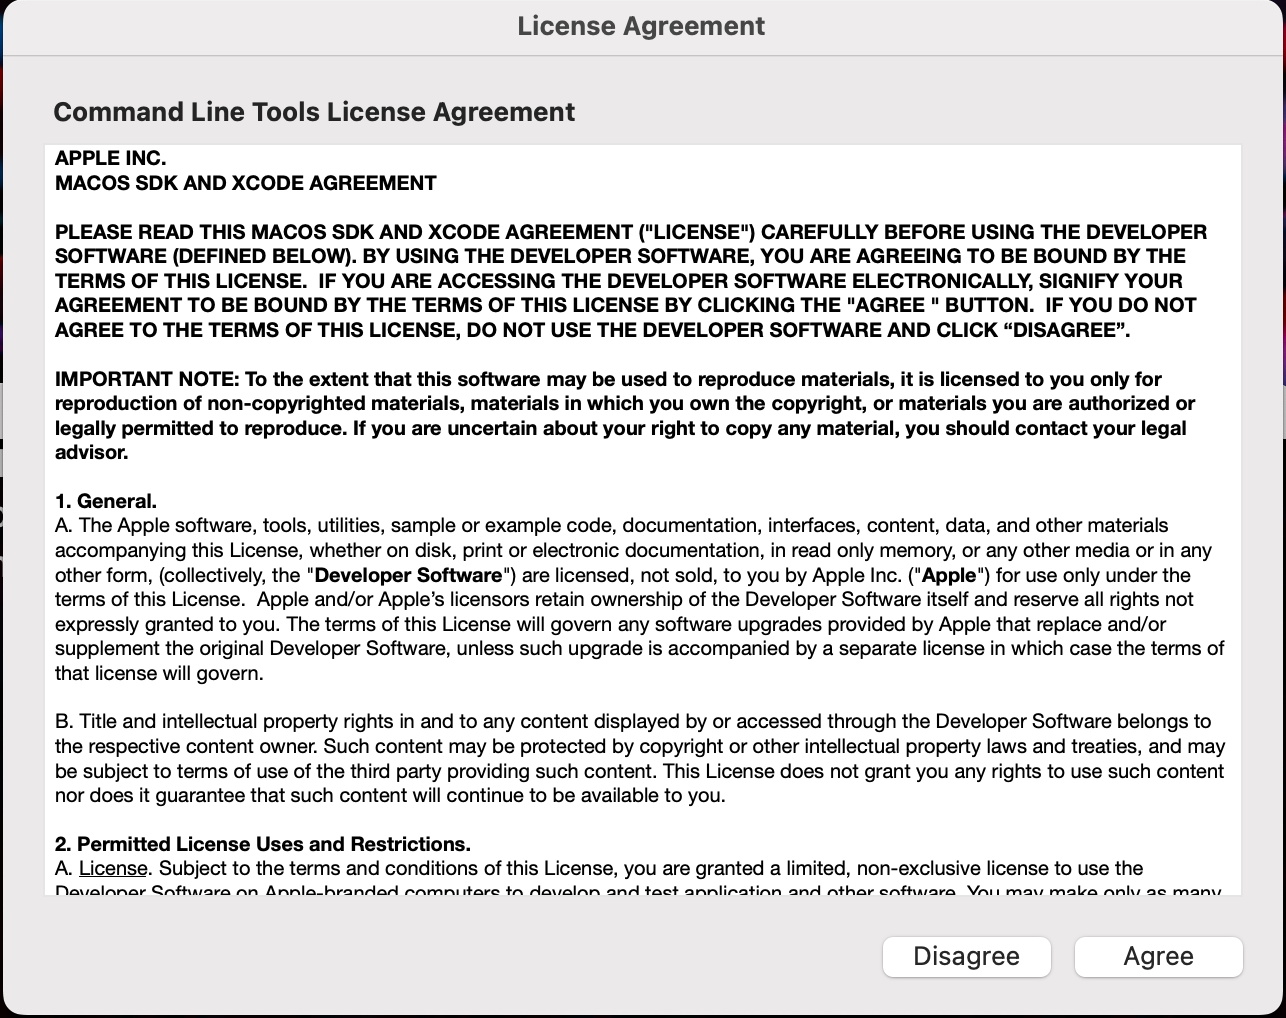 License Agreement
Command Line Tools License Agreement
APPLE INC.
MACOS SDK AND XCODE AGREEMENT
PLEASE READ THIS MACOS SDK AND XCODE AGREEMENT ("LICENSE") CAREFULLY BEFORE USING THE DEVELOPER
SOFTWARE (DEFINED BELOW). BY USING THE DEVELOPER SOFTWARE, YOU ARE AGREEING TO BE BOUND BY THE
TERMS OF THIS LICENSE.  IF YOU ARE ACCESSING THE DEVELOPER SOFTWARE ELECTRONICALLY, SIGNIFY YOUR
AGREEMENT TO BE BOUND BY THE TERMS OF THIS LICENSE BY CLICKING THE "AGREE " BUTTON.  IF YOU DO NOT
AGREE TO THE TERMS OF THIS LICENSE, DO NOT USE THE DEVELOPER SOFTWARE AND CLICK “DISAGREE”.
IMPORTANT NOTE: To the extent that this software may be used to reproduce materials, it is licensed to you only for
reproduction of non-copyrighted materials, materials in which you own the copyright, or materials you are authorized or
legally permitted to reproduce. If you are uncertain about your right to copy any material, you should contact your legal
advisor.
1. General.
A. The Apple software, tools, utilities, sample or example code, documentation, interfaces, content, data, and other materials
accompanying this License, whether on disk, print or electronic documentation, in read only memory, or any other media or in any
other form, (collectively, the "Developer Software") are licensed, not sold, to you by Apple Inc. ("Apple") for use only under the
terms of this License.  Apple and/or Apple’s licensors retain ownership of the Developer Software itself and reserve all rights not
expressly granted to you. The terms of this License will govern any software upgrades provided by Apple that replace and/or
supplement the original Developer Software, unless such upgrade is accompanied by a separate license in which case the terms of
that license will govern.
B. Title and intellectual property rights in and to any content displayed by or accessed through the Developer Software belongs to
the respective content owner. Such content may be protected by copyright or other intellectual property laws and treaties, and may
be subject to terms of use of the third party providing such content. This License does not grant you any rights to use such content
nor does it guarantee that such content will continue to be available to you.
2. Permitted License Uses and Restrictions.
A. License. Subject to the terms and conditions of this License, you are granted a limited, non-exclusive license to use the
Developer Software on Apple-branded computers to develop and test application and other software. You may make only as many
Disagree
Agree